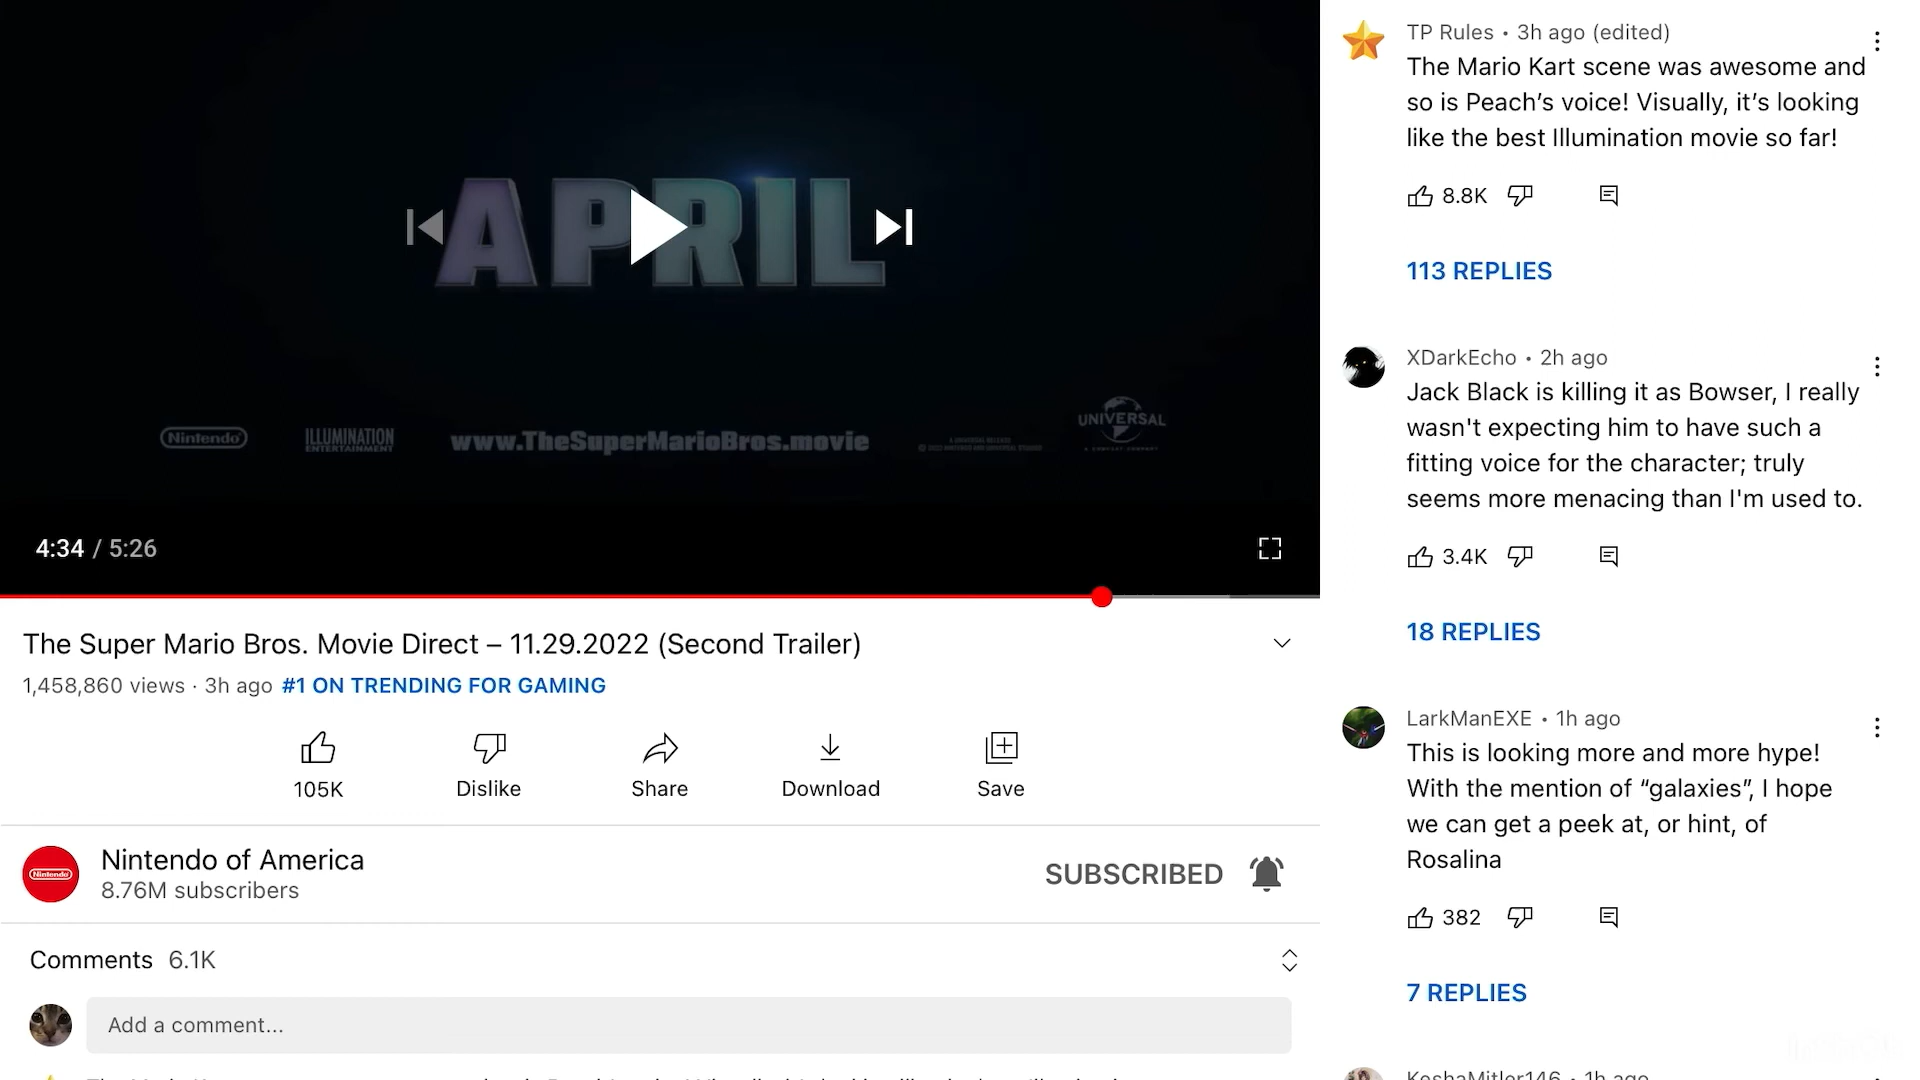 APRIL
Nintendo
ILLUMINATION
ENTERTAINMENT
www.TheSuperMarioBros.movie
UNIVERSAL
A COMCAST COMPANY
4:34 / 5:26
The Super Mario Bros. Movie Direct – 11.29.2022 (Second Trailer)
1,458,860 views · 3h ago #1 ON TRENDING FOR GAMING
105K
Dislike
Share
Download
Save
Nintendo
Nintendo of America
8.76M subscribers
SUBSCRIBED
Comments 6.1K
Add a comment...
TP Rules • 3h ago (edited)
The Mario Kart scene was awesome and
so is Peach’s voice! Visually, it’s looking
like the best Illumination movie so far!
8.8K
113 REPLIES
XDarkEcho • 2h ago
Jack Black is killing it as Bowser, I really
wasn't expecting him to have such a
fitting voice for the character; truly
seems more menacing than I'm used to.
3.4K
18 REPLIES
LarkManEXE • 1h ago
This is looking more and more hype!
With the mention of “galaxies”, I hope
we can get a peek at, or hint, of
Rosalina
382
7 REPLIES
KeshaMitler146 • 1h ago